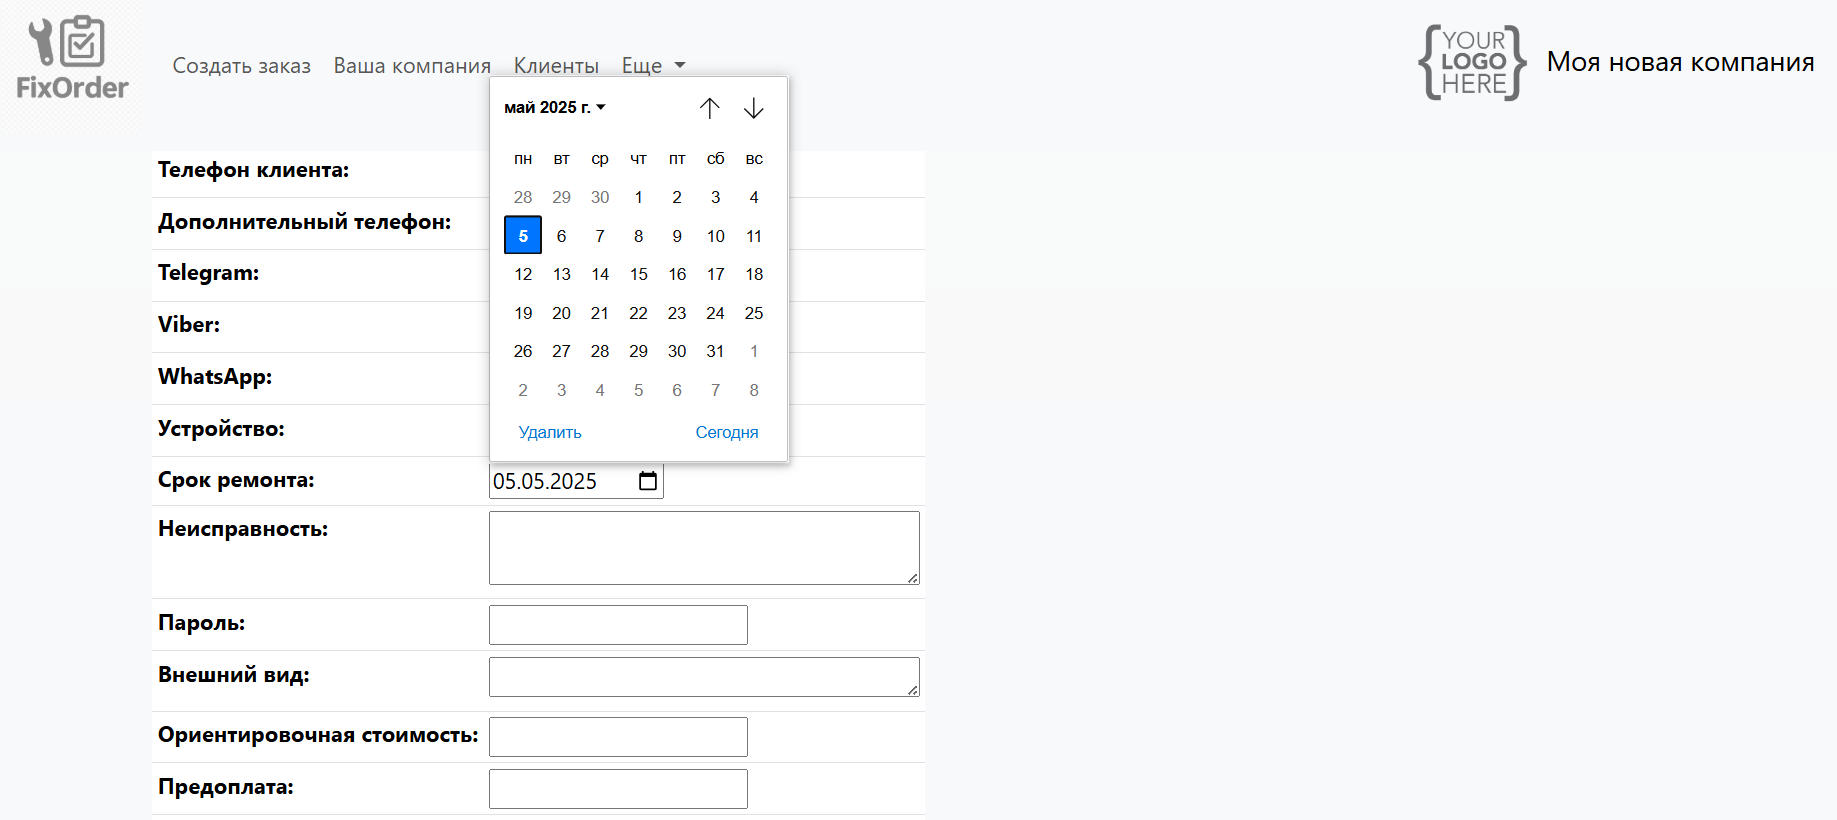 FixOrder
Создать заказ Ваша компания Клиенты Еще
{YOUR
LOGO
HERE}
Моя новая компания
май 2025 г.
пн вт ср чт пт сб вс
28 29 30 1 2 3 4
5 6 7 8 9 10 11
12 13 14 15 16 17 18
19 20 21 22 23 24 25
26 27 28 29 30 31 1
2 3 4 5 6 7 8
Удалить Сегодня
Телефон клиента:
Дополнительный телефон:
Telegram:
Viber:
WhatsApp:
Устройство:
Срок ремонта: 05.05.2025
Неисправность:
Пароль:
Внешний вид:
Ориентировочная стоимость:
Предоплата: